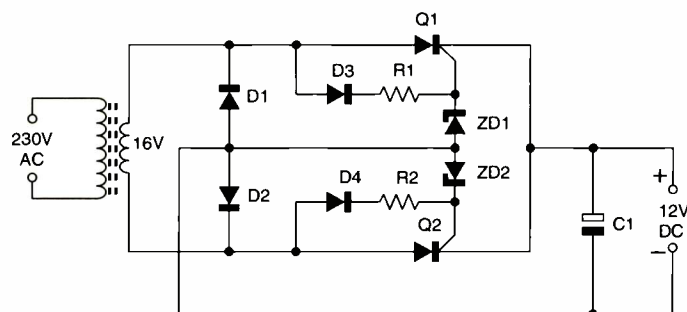 Q1
D3
R1
D1
ZD1
230V
AC
16V
D2
D4
R2
ZD2
Q2
C1
+
12V
DC
−